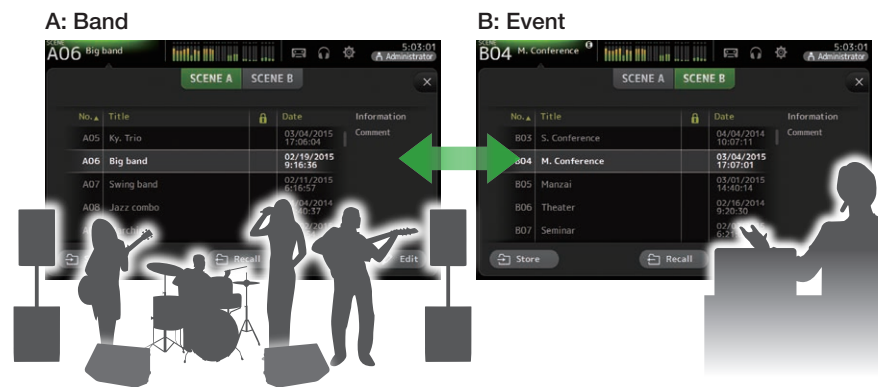 A: Band
SCENE
A06 Big band
5:03:01
Administrator
SCENE A SCENE B
No. Title Date Information
A05 Ky. Trio 03/04/2015 17:06:04 Comment
A06 Big band 02/19/2015 9:16:36
A07 Swing band 02/11/2015 6:16:57
A08 Jazz combo
Recall Edit
B: Event
SCENE
B04 M. Conference E
5:03:01
Administrator
SCENE A SCENE B
No. Title Date Information
B03 S. Conference 04/04/2014 10:07:11 Comment
B04 M. Conference 03/04/2015 17:07:01
B05 Manzai 03/01/2015 14:40:14
B06 Theater 02/16/2014 9:20:30
B07 Seminar
Store Recall